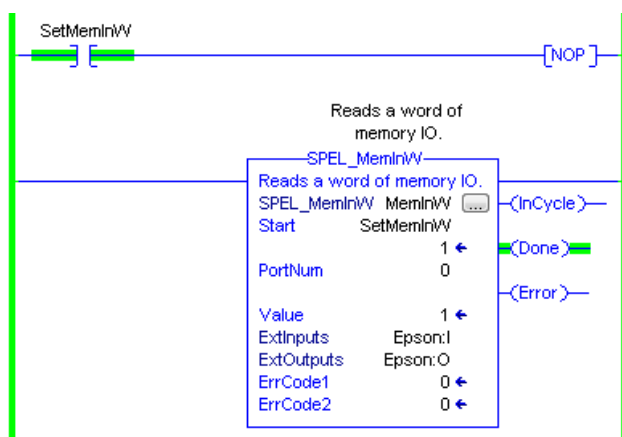 SetMemInW
NOP
Reads a word of
memory IO.
SPEL_MemInW
Reads a word of memory IO.
SPEL_MemInW MemInW ...
InCycle
Start SetMemInW
1
Done
PortNum 0
Error
Value 1
ExtInputs Epson:I
ExtOutputs Epson:O
ErrCode1 0
ErrCode2 0